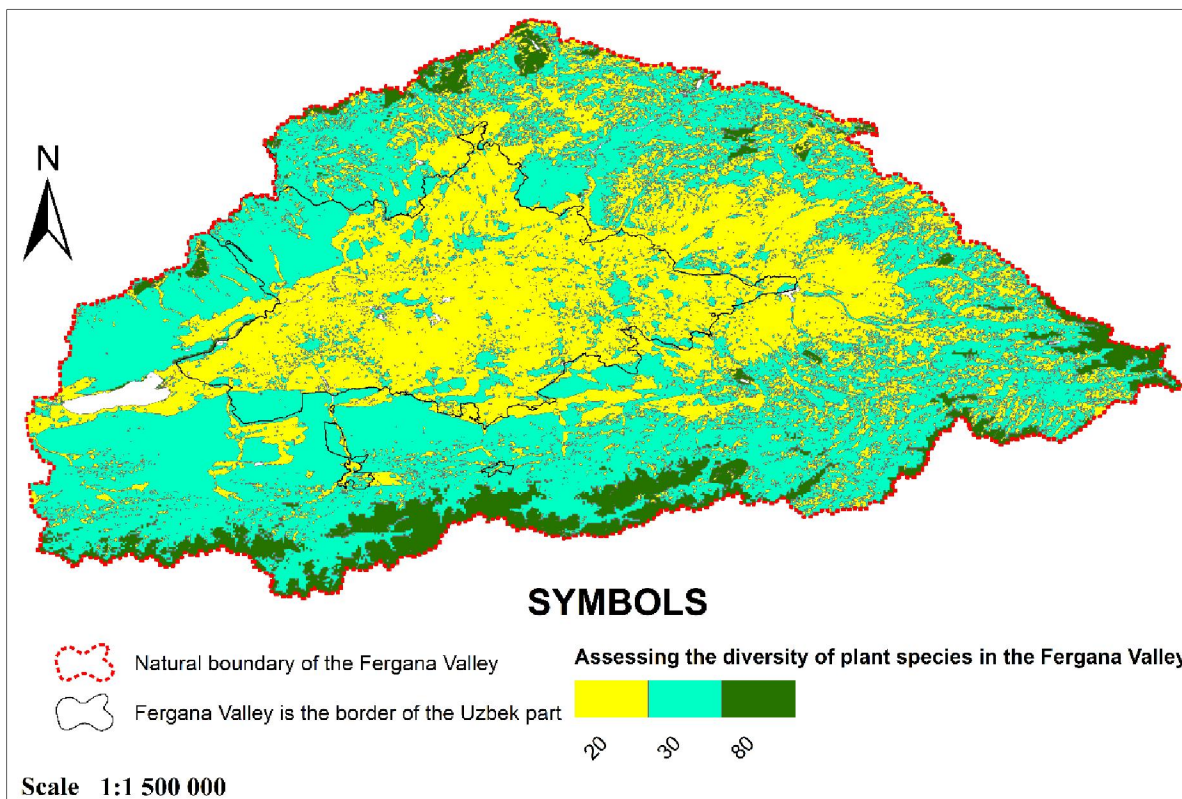 N
SYMBOLS
Natural boundary of the Fergana Valley
Fergana Valley is the border of the Uzbek part
Assessing the diversity of plant species in the Fergana Valley
20
30
80
Scale 1:1 500 000